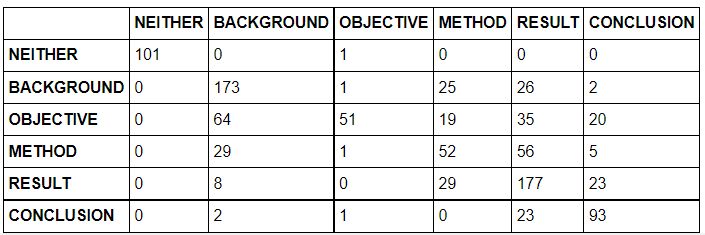 NEITHER BACKGROUND OBJECTIVE METHOD RESULT CONCLUSION
NEITHER 101 0 1 0 0 0
BACKGROUND 0 173 1 25 26 2
OBJECTIVE 0 64 51 19 35 20
METHOD 0 29 1 52 56 5
RESULT 0 8 0 29 177 23
CONCLUSION 0 2 1 0 23 93